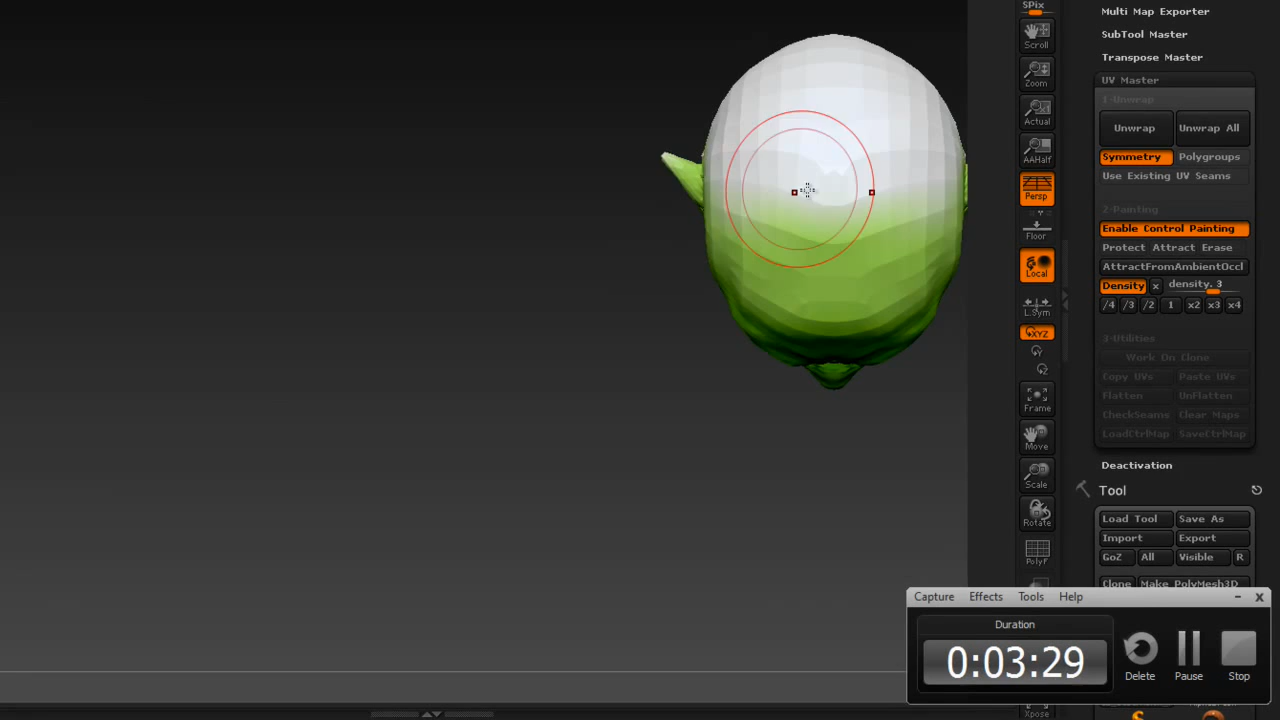 SPix
Scroll
Zoom
Actual
AAHalf
Persp
Floor
Local
L.Sym
XYZ
Y
Z
Frame
Move
Scale
Rotate
PolyF
Xpose
Multi Map Exporter
SubTool Master
Transpose Master
UV Master
1-Unwrap
Unwrap Unwrap All
Symmetry Polygroups
Use Existing UV Seams
2-Painting
Enable Control Painting
Protect Attract Erase
AttractFromAmbientOccl
Density x density. 3
/4 /3 /2 1 x2 x3 x4
3-Utilities
Work On Clone
Copy UVs Paste UVs
Flatten UnFlatten
CheckSeams Clear Maps
LoadCtrlMap SaveCtrlMap
Deactivation
Tool
Load Tool Save As
Import Export
GoZ All Visible R
Clone Make PolyMesh3D
Capture Effects Tools Help
Duration
0:03:29
Delete Pause Stop